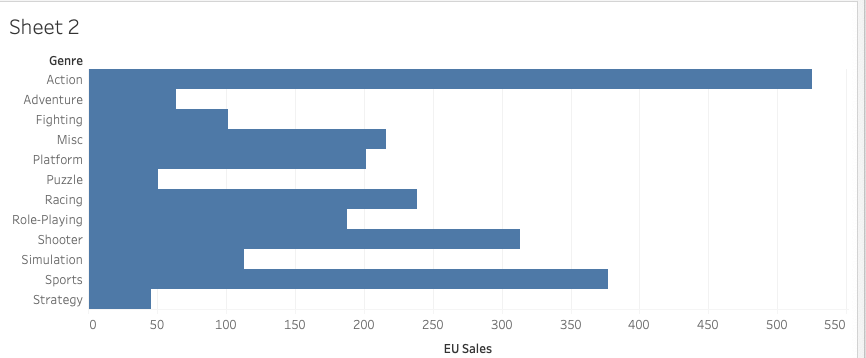 Sheet 2
Genre
Action
Adventure
Fighting
Misc
Platform
Puzzle
Racing
Role-Playing
Shooter
Simulation
Sports
Strategy
0 50 100 150 200 250 300 350 400 450 500 550
EU Sales